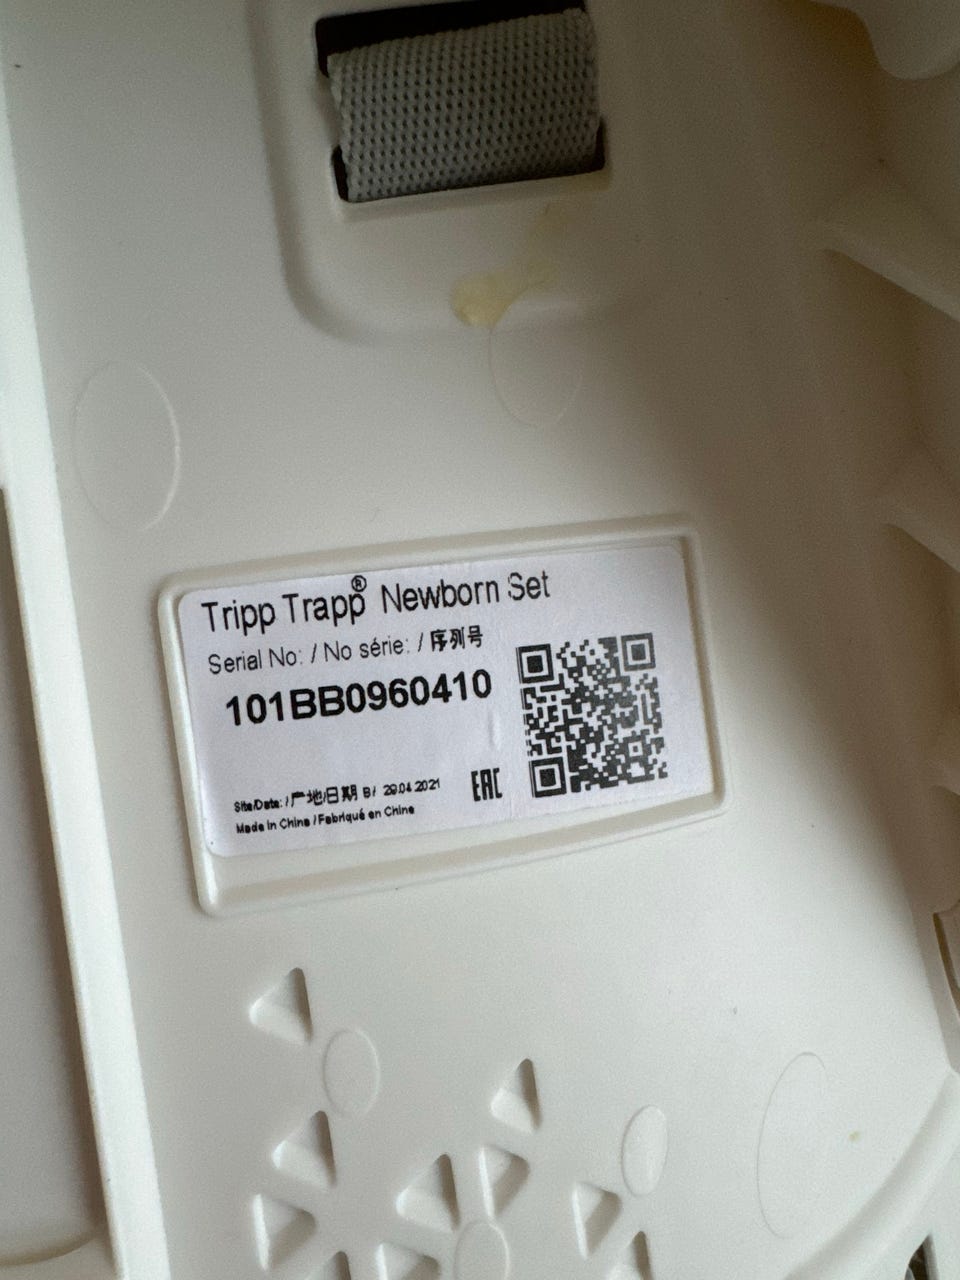 Tripp Trapp® Newborn Set
Serial No: / No série: / 序列号
101BB0960410
Site/Date: / 产地/日期 B/ 29.04.2021
Made in China / Fabriqué en China
EAC